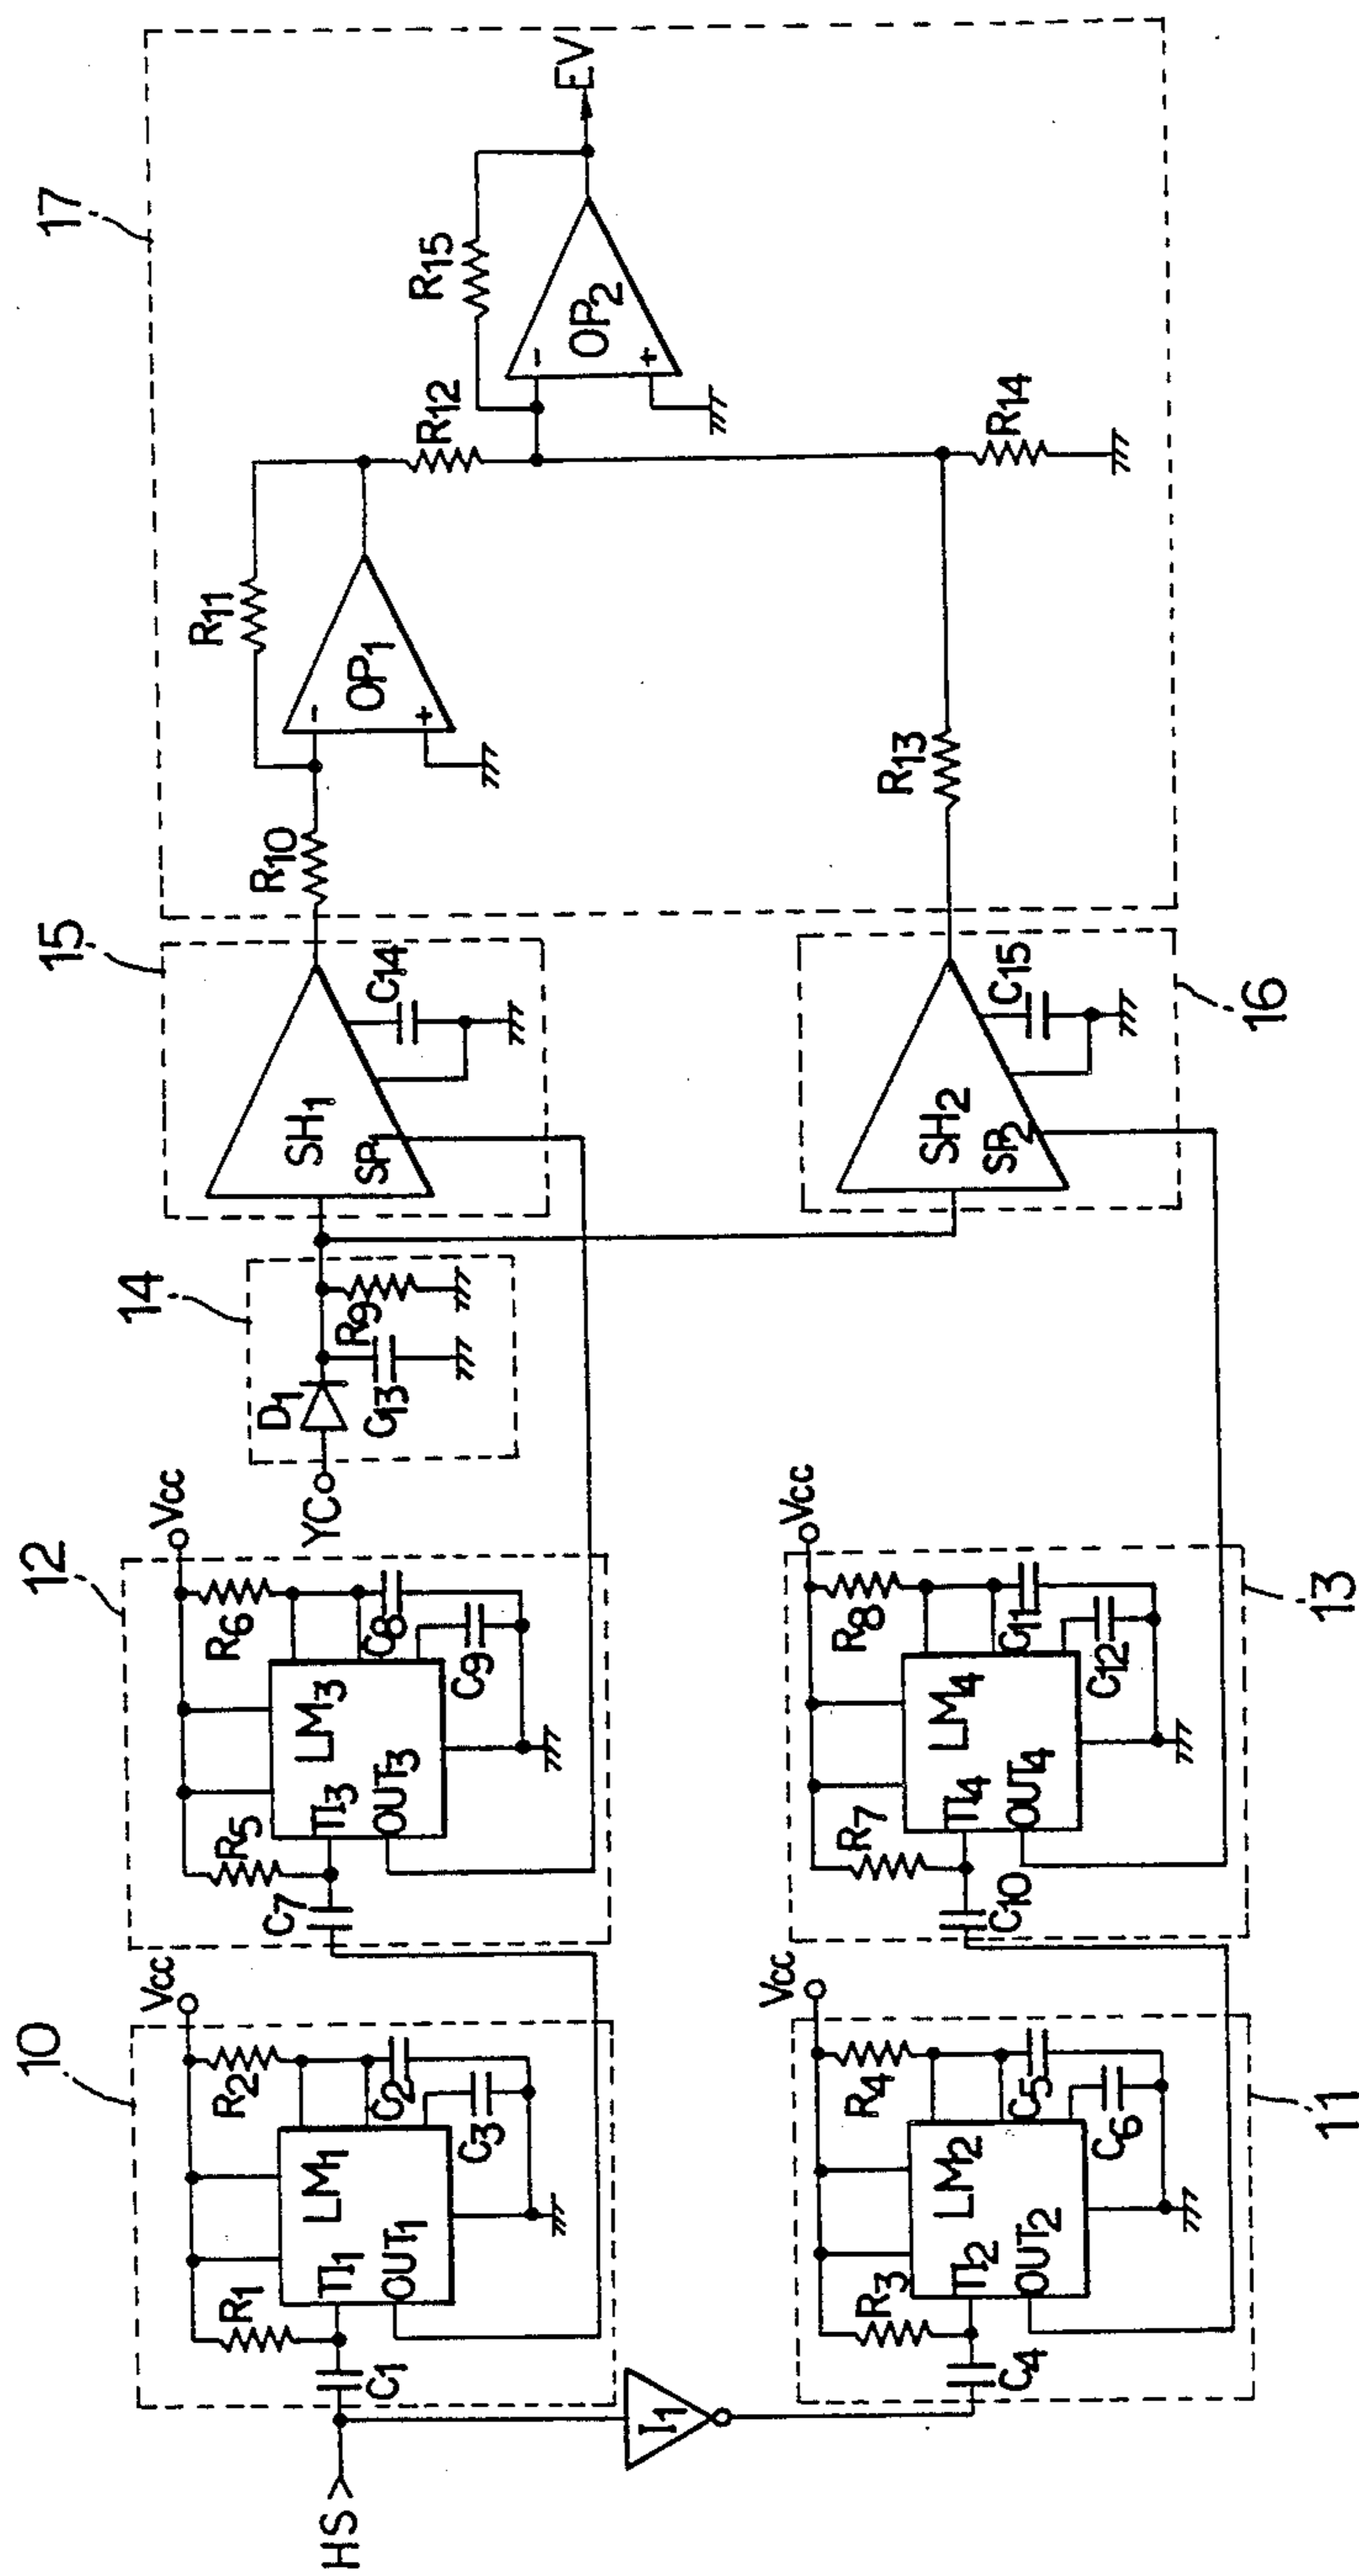 HS
10
Vcc
R1
R2
C1
TI1
LM1
OUT1
C2
C3
I1
11
Vcc
R3
R4
C4
TI2
LM2
OUT2
C5
C6
12
Vcc
R5
R6
C7
TI3
LM3
OUT3
C8
C9
13
Vcc
R7
R8
C10
TI4
LM4
OUT4
C11
C12
14
YC
D1
C13
R9
15
SH1
SP1
C14
16
SH2
SP2
C15
17
R10
R11
- OP1
+
R12
R13
R14
R15
- OP2
+
EV